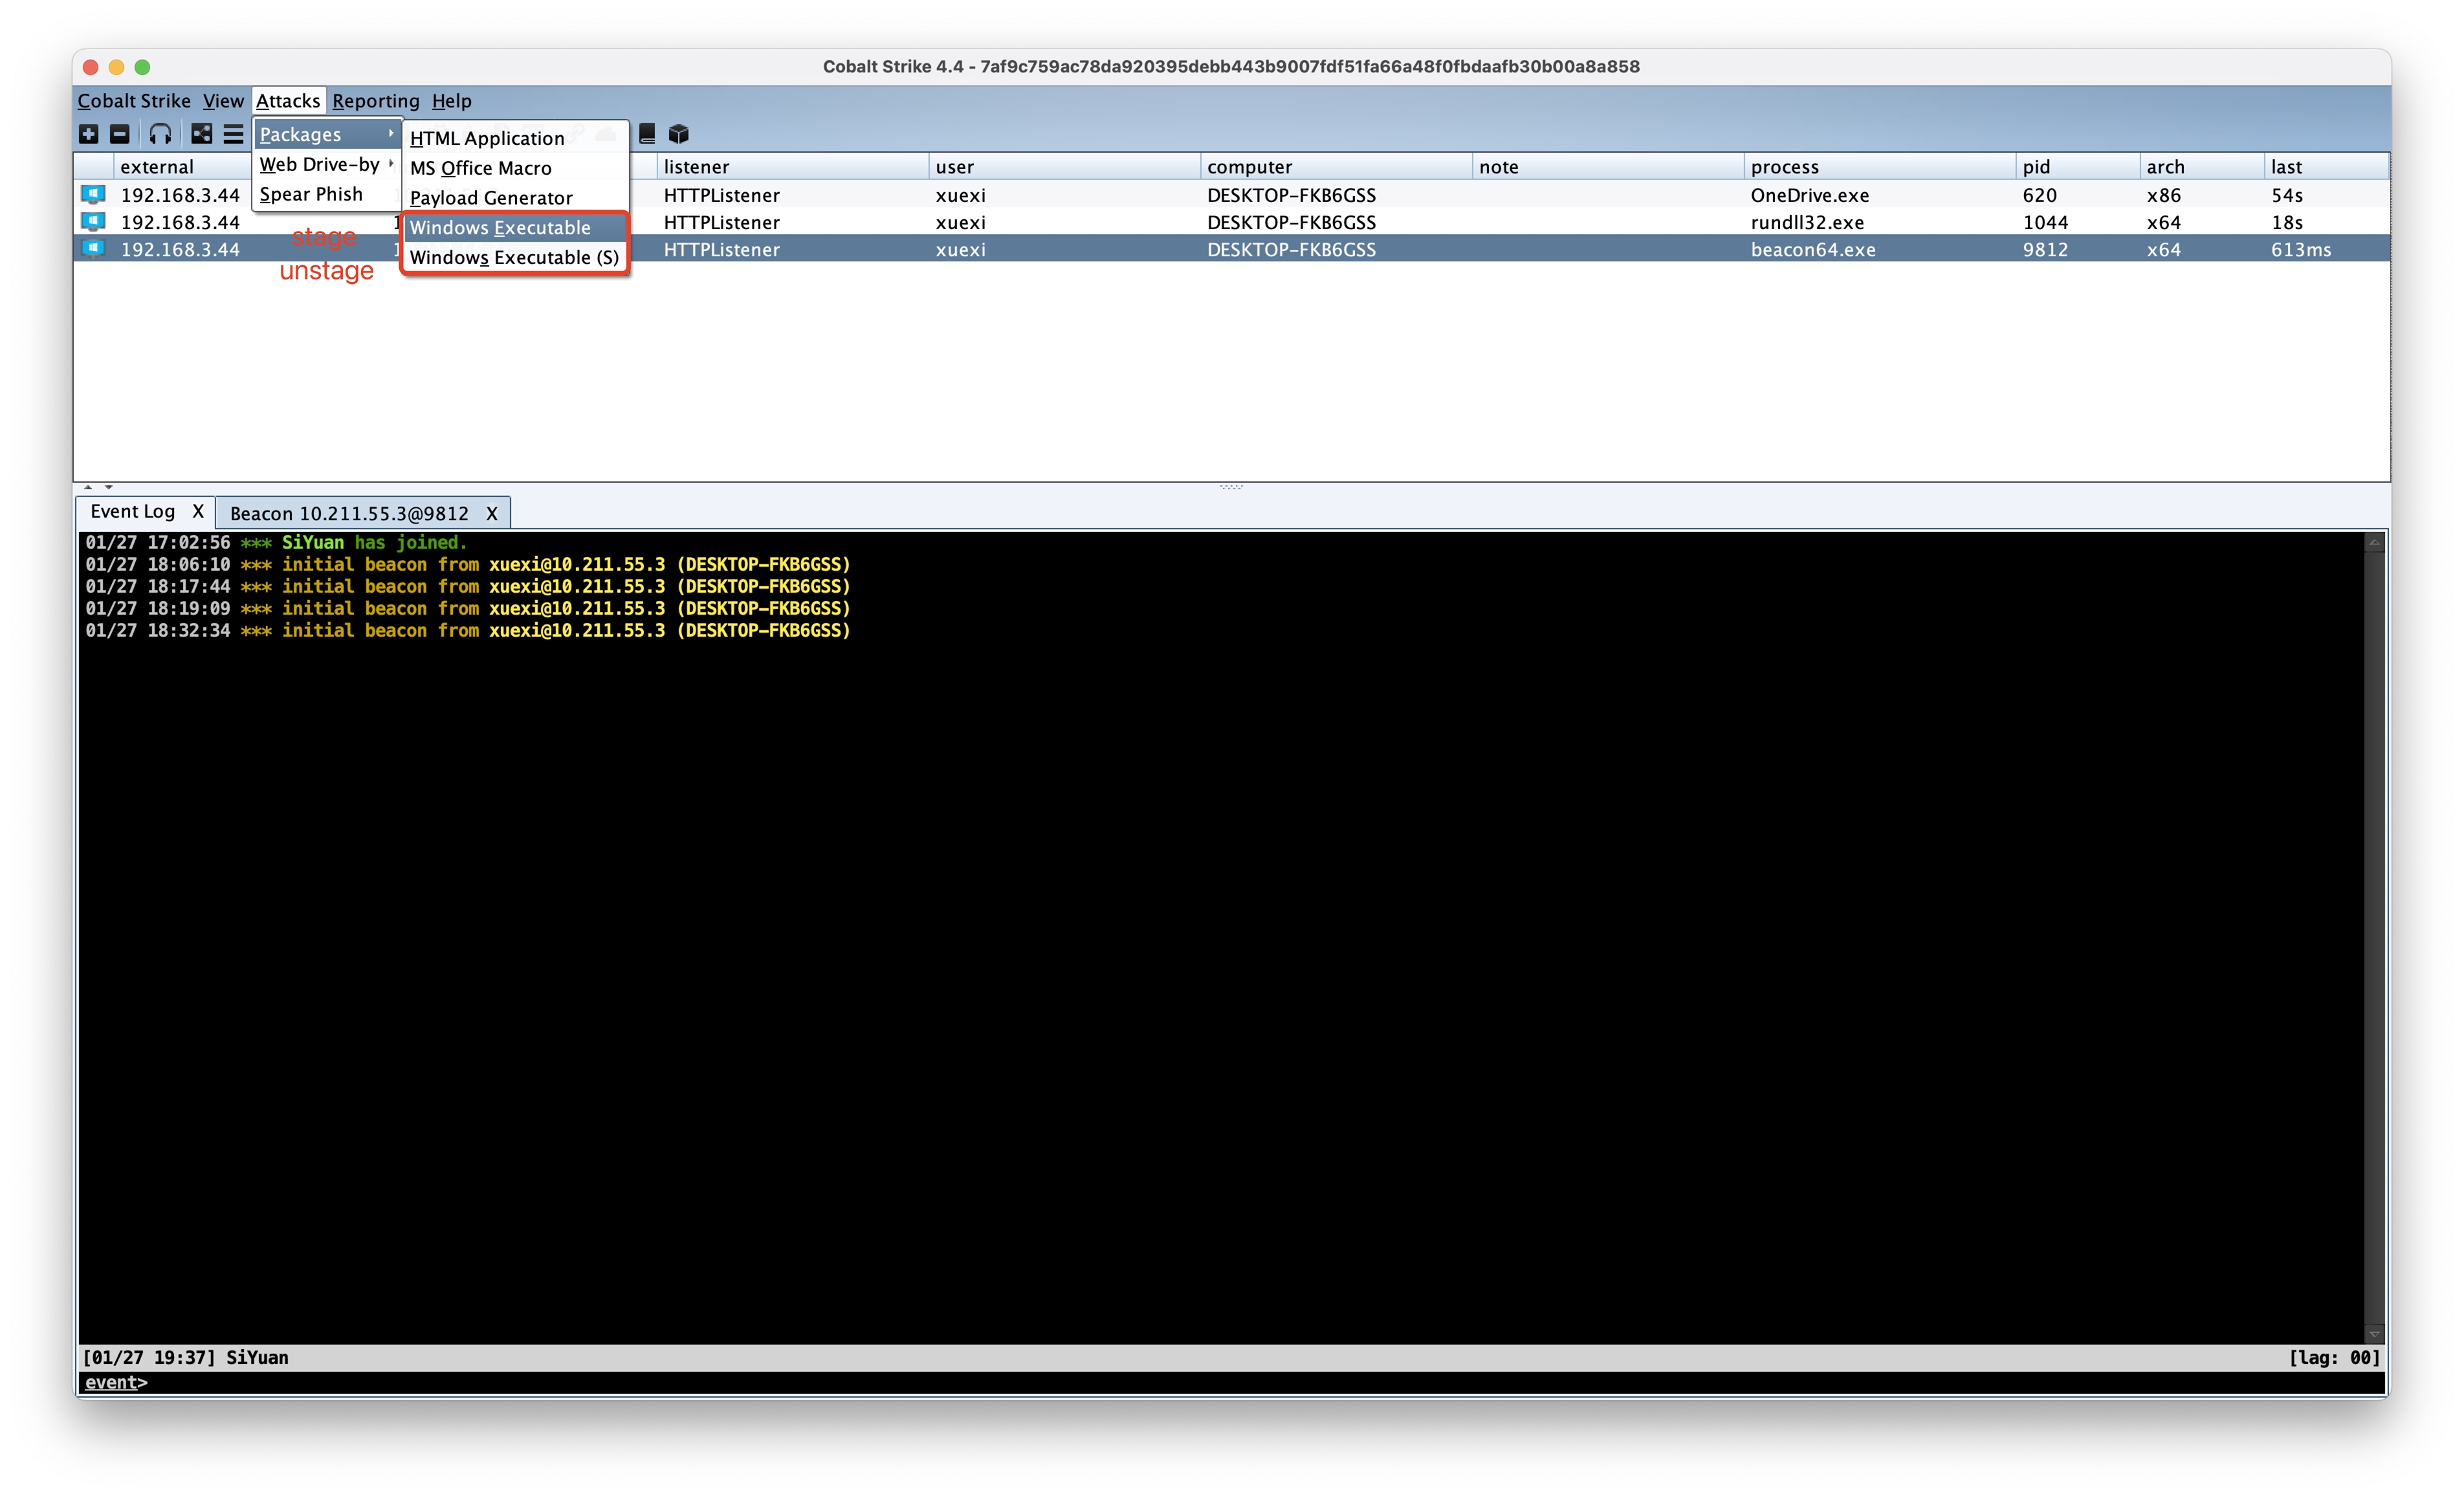 Cobalt Strike 4.4 - 7af9c759ac78da920395debb443b9007fdf51fa66a48f0fbdaafb30b00a8a858
Cobalt Strike View Attacks Reporting Help
Packages
Web Drive-by
Spear Phish
HTML Application
MS Office Macro
Payload Generator
Windows Executable
Windows Executable (S)
stage
unstage
external listener user computer note process pid arch last
192.168.3.44 HTTPListener xuexi DESKTOP-FKB6GSS OneDrive.exe 620 x86 54s
192.168.3.44 HTTPListener xuexi DESKTOP-FKB6GSS rundll32.exe 1044 x64 18s
192.168.3.44 HTTPListener xuexi DESKTOP-FKB6GSS beacon64.exe 9812 x64 613ms
Event Log X Beacon 10.211.55.3@9812 X
01/27 17:02:56 *** SiYuan has joined.
01/27 18:06:10 *** initial beacon from xuexi@10.211.55.3 (DESKTOP-FKB6GSS)
01/27 18:17:44 *** initial beacon from xuexi@10.211.55.3 (DESKTOP-FKB6GSS)
01/27 18:19:09 *** initial beacon from xuexi@10.211.55.3 (DESKTOP-FKB6GSS)
01/27 18:32:34 *** initial beacon from xuexi@10.211.55.3 (DESKTOP-FKB6GSS)
[01/27 19:37] SiYuan [lag: 00]
event>